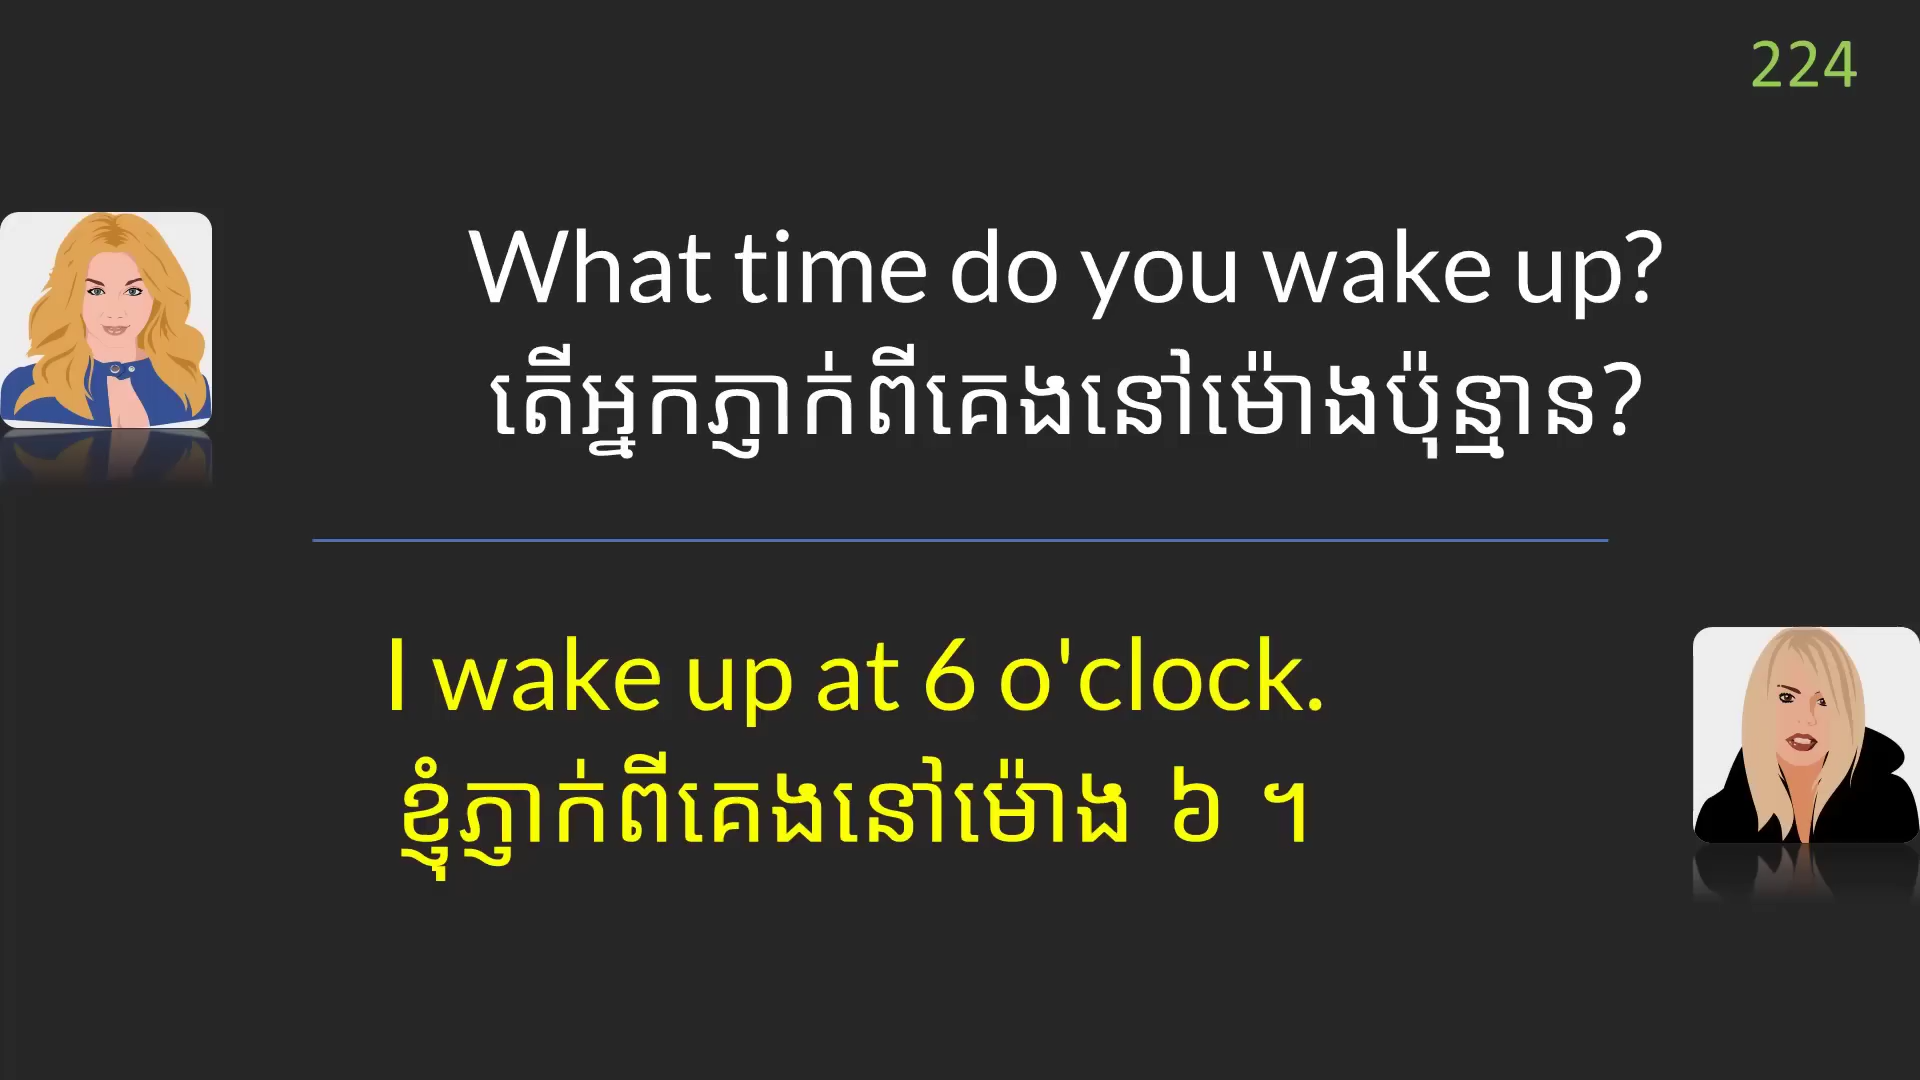 224
What time do you wake up?
តើអ្នកភ្ញាក់ពីគេងនៅម៉ោងប៉ុន្មាន?
I wake up at 6 o'clock.
ខ្ញុំភ្ញាក់ពីគេងនៅម៉ោង ៦ ។